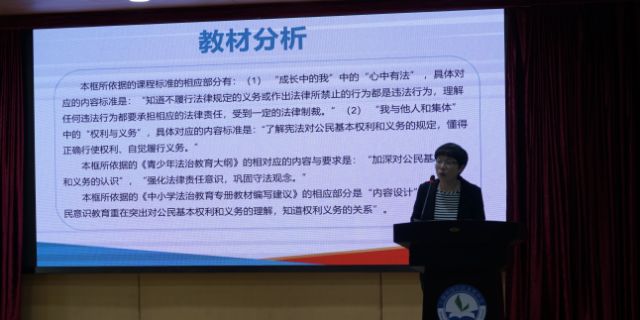 教材分析
本框所依据的课程标准的相应部分有：（1）“成长中的我”中的“心中有法”，具体对
应的内容标准是：“知道不履行法律规定的义务或作出法律所禁止的行为都是违法行为，理解
任何违法行为都要承担相应的法律责任，受到一定的法律制裁。”（2）“我与他人和集体”
中的“权利与义务”，具体对应的内容标准是：“了解宪法对公民基本权利和义务的规定，懂得
正确行使权利、自觉履行义务。”
本框所依据的《青少年法治教育大纲》的相对应的内容与要求是：“加深对公民基
和义务的认识”，“强化法律责任意识，巩固守法观念。”
本框所依据的《中小学法治教育专册教材编写建议》的相应部分是“内容设计”
民意识教育重在突出对公民基本权利和义务的理解，知道权利义务的关系”。